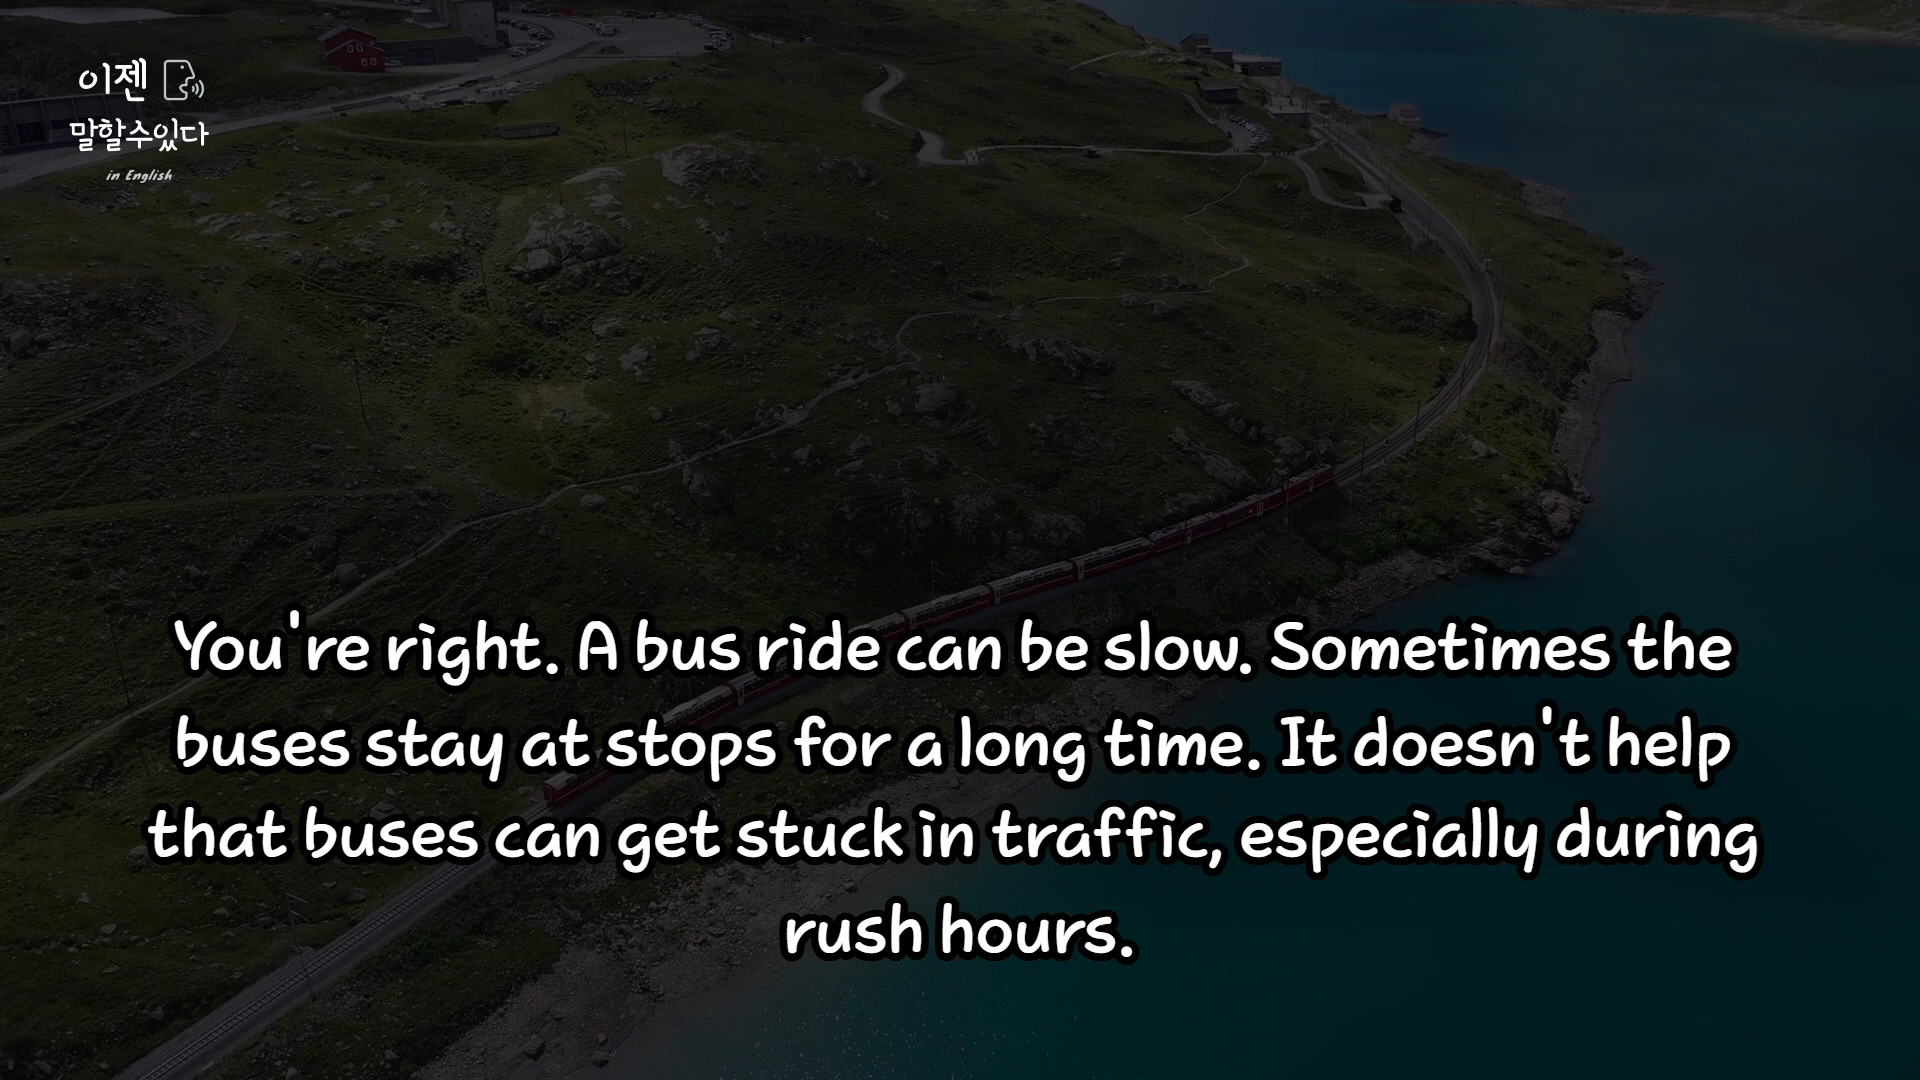 이젠
말할수있다
in English
You're right. A bus ride can be slow. Sometimes the
buses stay at stops for a long time. It doesn't help
that buses can get stuck in traffic, especially during
rush hours.